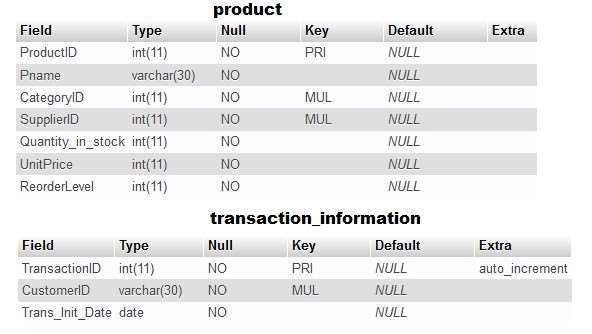 product
Field Type Null Key Default Extra
ProductID int(11) NO PRI NULL
Pname varchar(30) NO NULL
CategoryID int(11) NO MUL NULL
SupplierID int(11) NO MUL NULL
Quantity_in_stock int(11) NO NULL
UnitPrice int(11) NO NULL
ReorderLevel int(11) NO NULL
transaction_information
Field Type Null Key Default Extra
TransactionID int(11) NO PRI NULL auto_increment
CustomerID varchar(30) NO MUL NULL
Trans_Init_Date date NO NULL